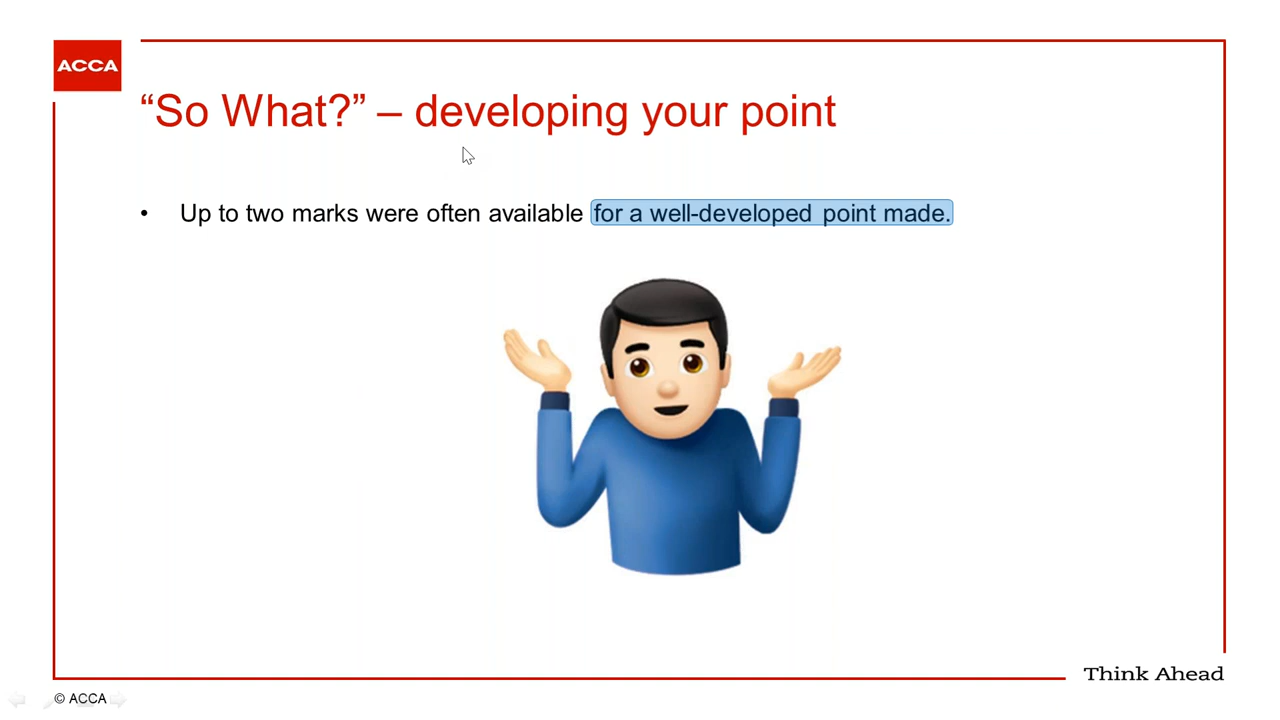 ACCA
“So What?” – developing your point
• Up to two marks were often available for a well-developed point made.
Think Ahead
© ACCA